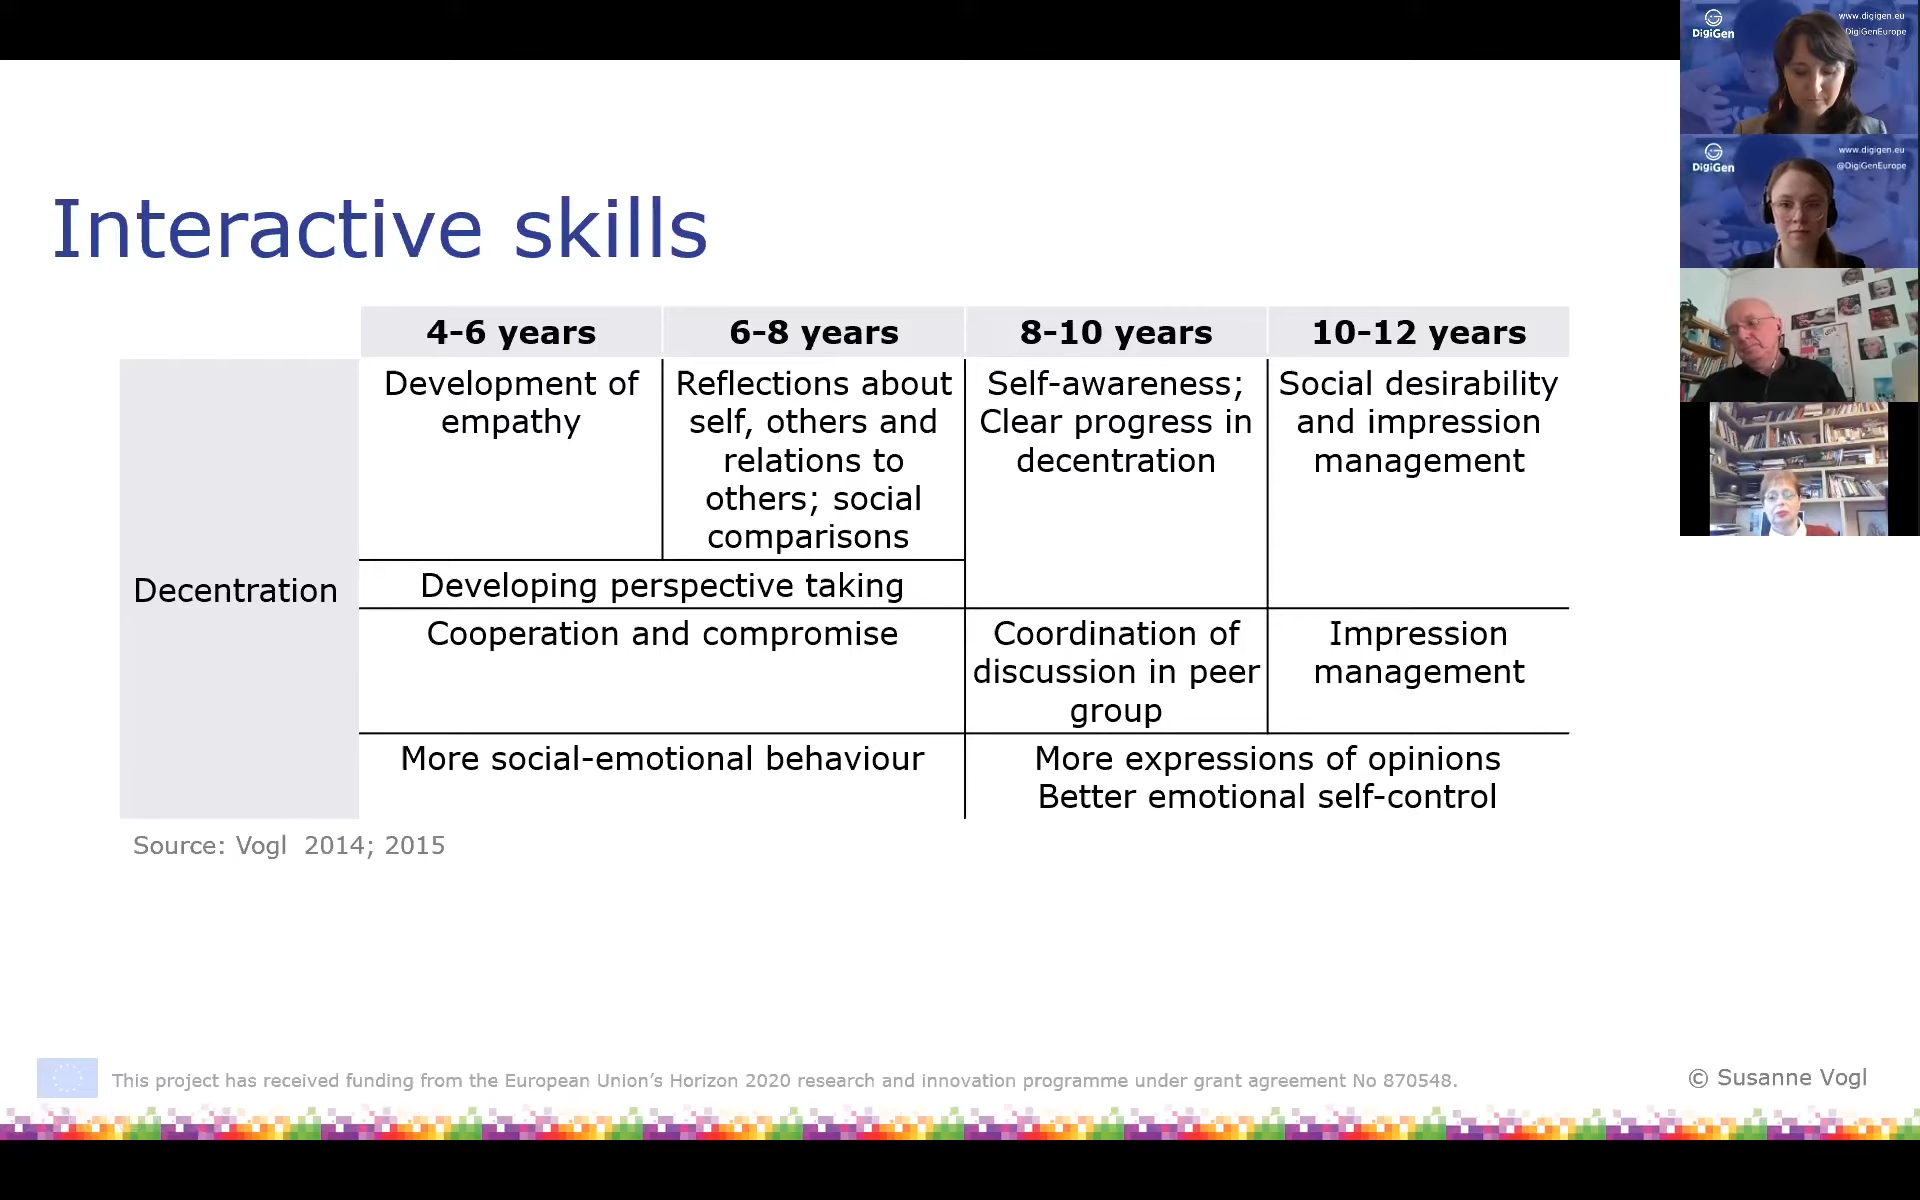 DigiGen
www.digigen.eu
DigiGenEurope
DigiGen
www.digigen.eu
@DigiGenEurope
Interactive skills
4-6 years
6-8 years
8-10 years
10-12 years
Decentration
Development of
empathy
Reflections about
self, others and
relations to
others; social
comparisons
Self-awareness;
Clear progress in
decentration
Social desirability
and impression
management
Developing perspective taking
Cooperation and compromise
Coordination of
discussion in peer
group
Impression
management
More social-emotional behaviour
More expressions of opinions
Better emotional self-control
Source: Vogl 2014; 2015
This project has received funding from the European Union’s Horizon 2020 research and innovation programme under grant agreement No 870548.
© Susanne Vogl